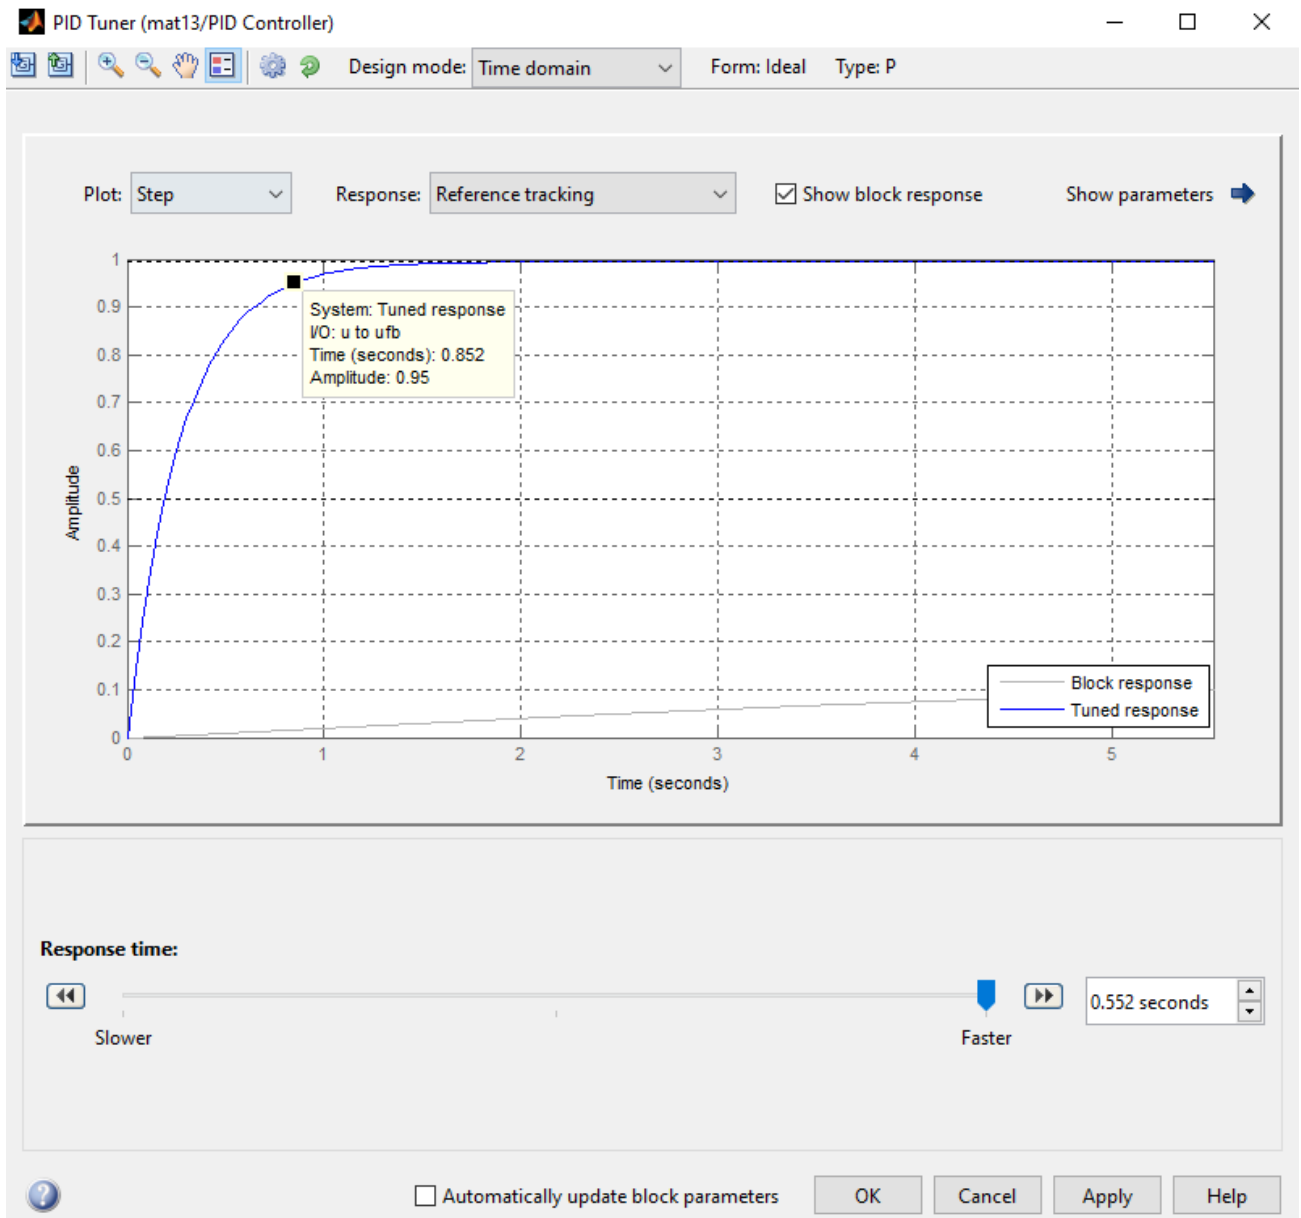 PID Tuner (mat13/PID Controller)
Design mode: Time domain Form: Ideal Type: P
Plot: Step Response: Reference tracking Show block response Show parameters
1
0.9
0.8
0.7
0.6
0.5
0.4
0.3
0.2
0.1
0
Amplitude
System: Tuned response
I/O: u to ufb
Time (seconds): 0.852
Amplitude: 0.95
Block response
Tuned response
0 1 2 3 4 5
Time (seconds)
Response time:
0.552 seconds
Slower Faster
Automatically update block parameters OK Cancel Apply Help